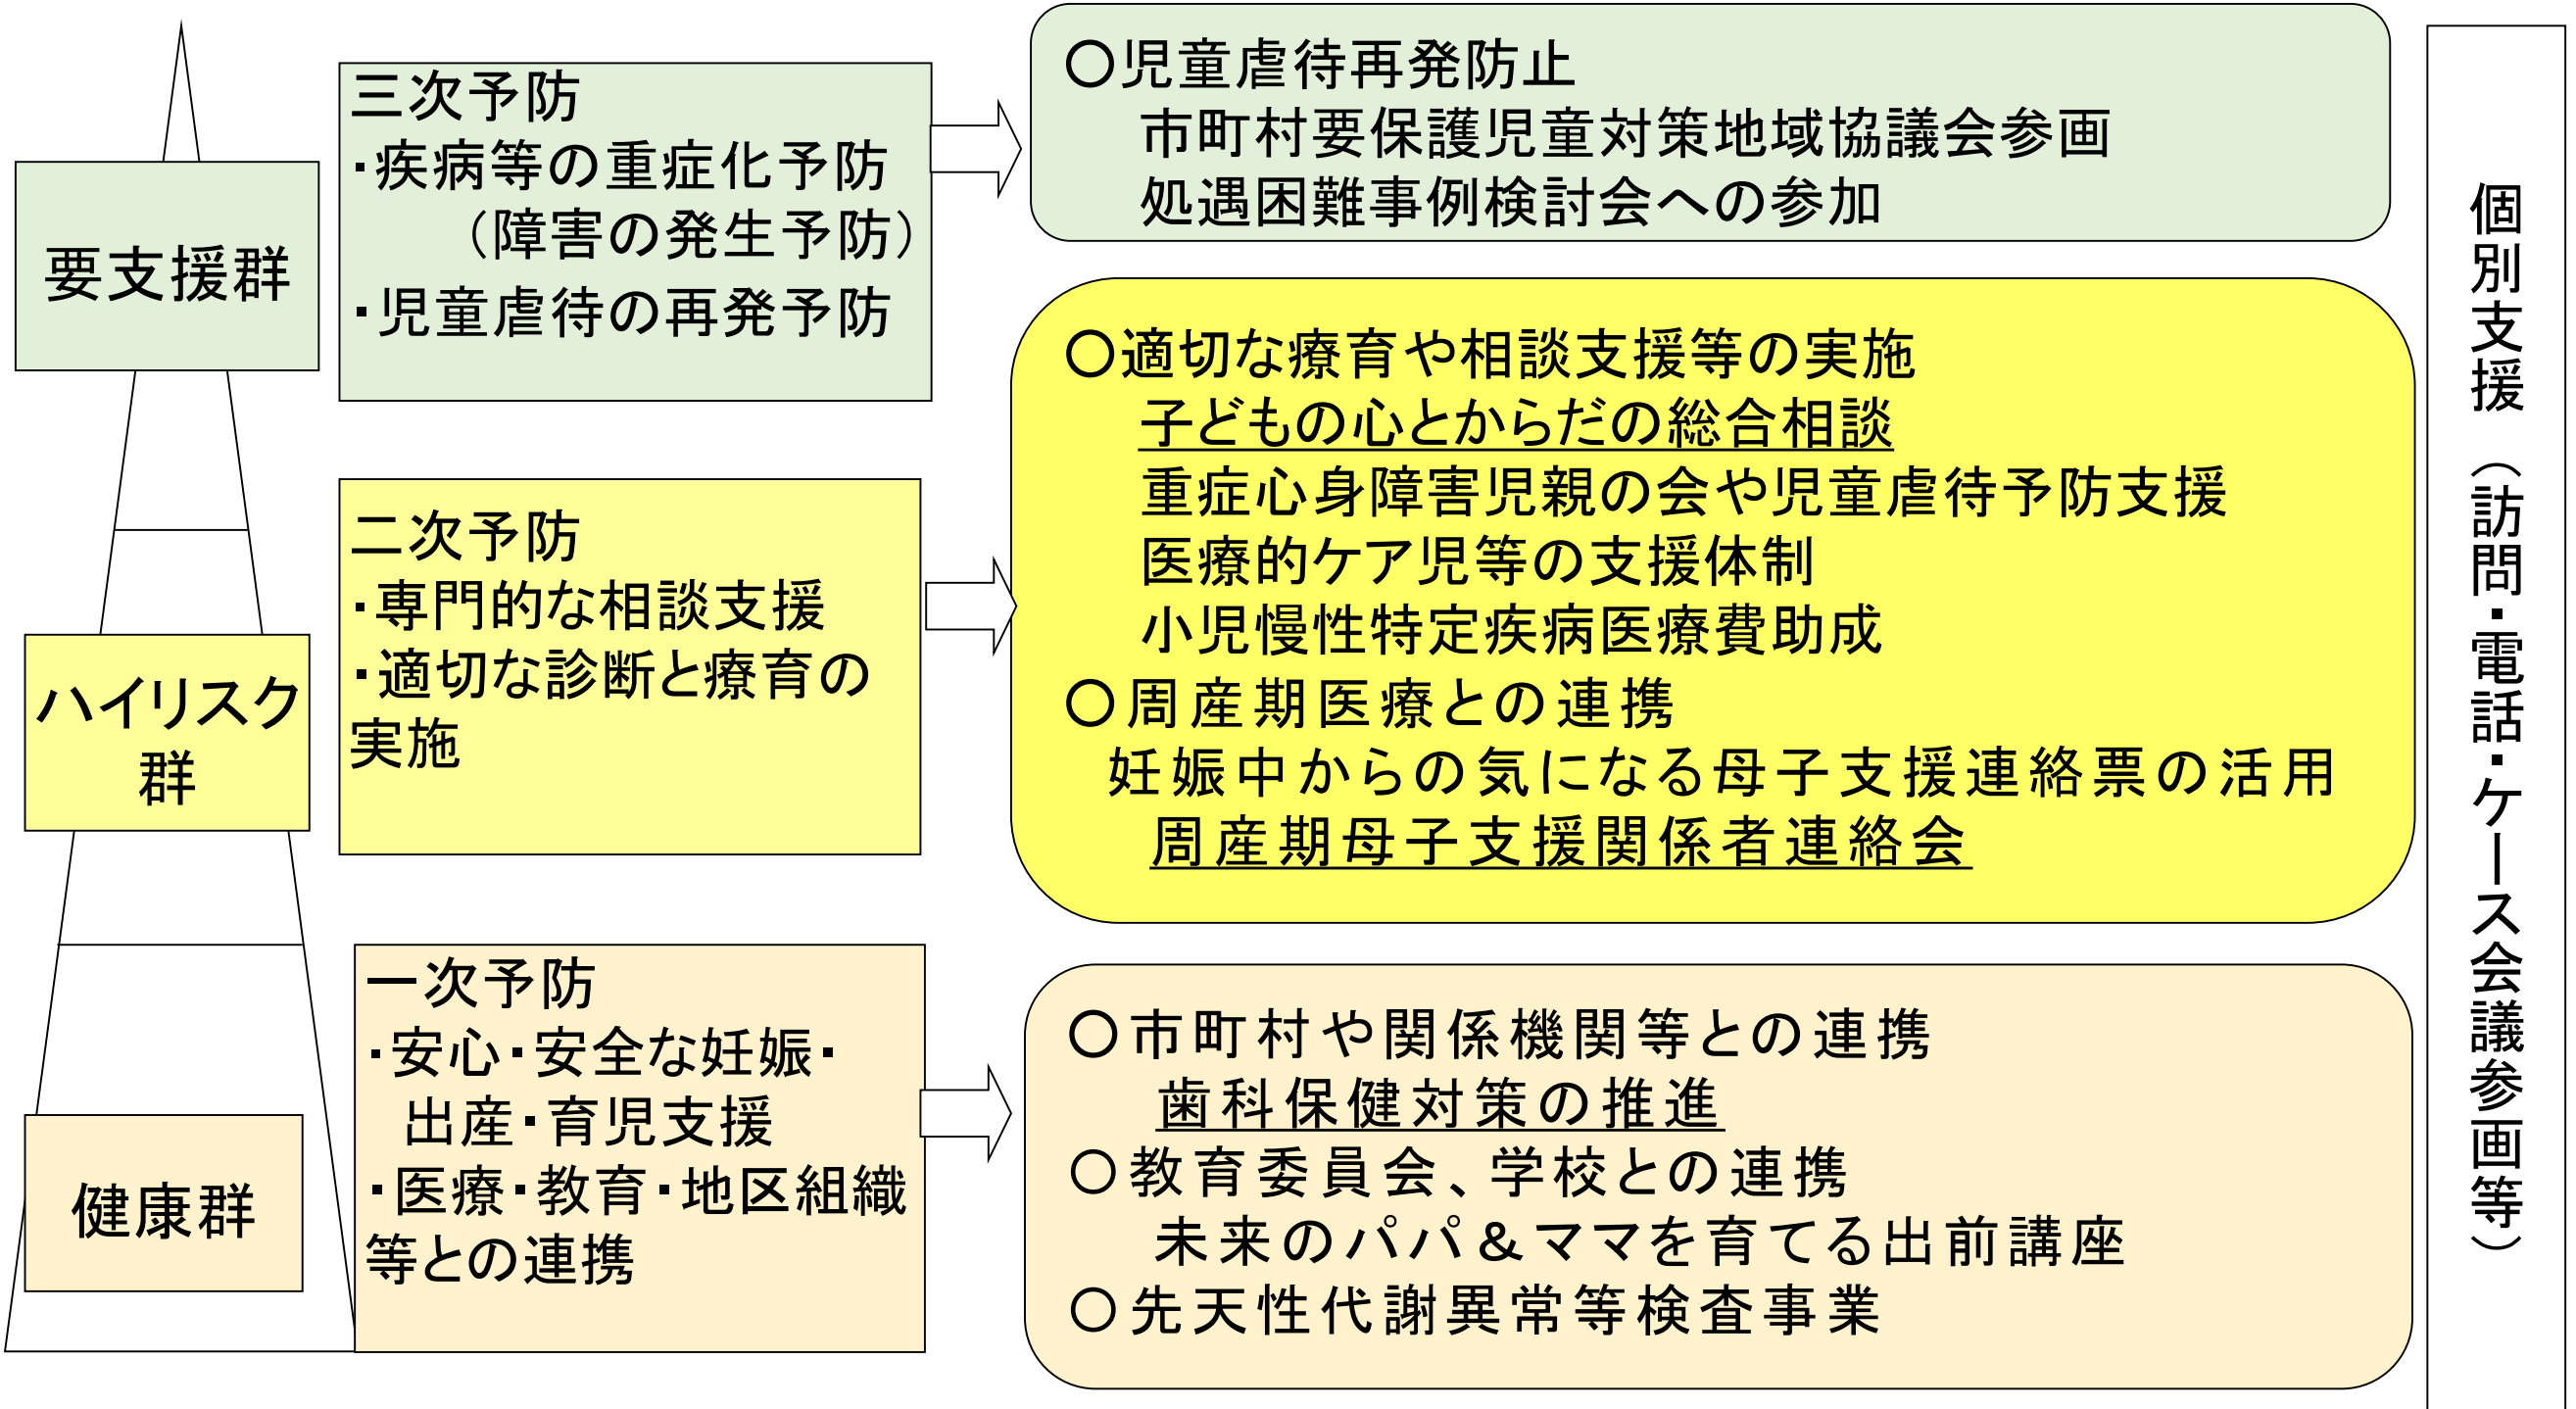 要支援群
三次予防
・疾病等の重症化予防
（障害の発生予防）
・児童虐待の再発予防
〇児童虐待再発防止
市町村要保護児童対策地域協議会参画
処遇困難事例検討会への参加
ハイリスク
群
二次予防
・専門的な相談支援
・適切な診断と療育の
実施
〇適切な療育や相談支援等の実施
子どもの心とからだの総合相談
重症心身障害児親の会や児童虐待予防支援
医療的ケア児等の支援体制
小児慢性特定疾病医療費助成
〇周産期医療との連携
妊娠中からの気になる母子支援連絡票の活用
周産期母子支援関係者連絡会
健康群
一次予防
・安心・安全な妊娠・
出産・育児支援
・医療・教育・地区組織
等との連携
〇市町村や関係機関等との連携
歯科保健対策の推進
〇教育委員会、学校との連携
未来のパパ＆ママを育てる出前講座
〇先天性代謝異常等検査事業
個別支援（訪問・電話・ケース会議参画等）